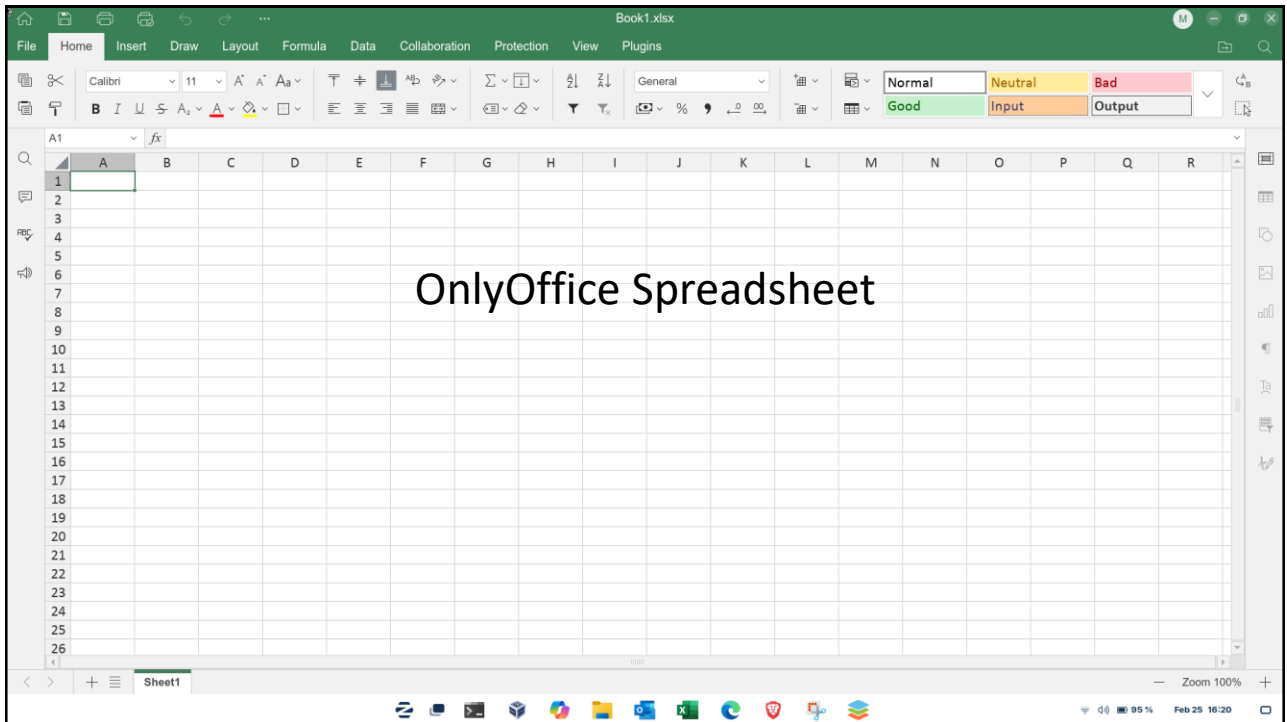 Book1.xlsx
M
File Home Insert Draw Layout Formula Data Collaboration Protection View Plugins
Calibri 11 Aa General Normal Neutral Bad
B I U S A A % Good Input Output
A1 fx
A B C D E F G H I J K L M N O P Q R
1
2
3
4
5
6
OnlyOffice Spreadsheet
7
8
9
10
11
12
13
14
15
16
17
18
19
20
21
22
23
24
25
26
Sheet1 Zoom 100%
95 % Feb 25 16:20